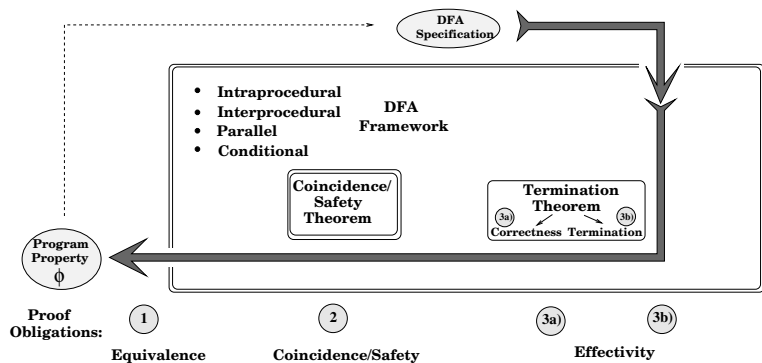 DFA
Specification
• Intraprocedural
• Interprocedural
• Parallel
• Conditional
DFA
Framework
Coincidence/
Safety
Theorem
Termination
Theorem
3a) 3b)
Correctness Termination
Program
Property
ϕ
Proof
Obligations:
1 2 3a) 3b)
Equivalence Coincidence/Safety Effectivity